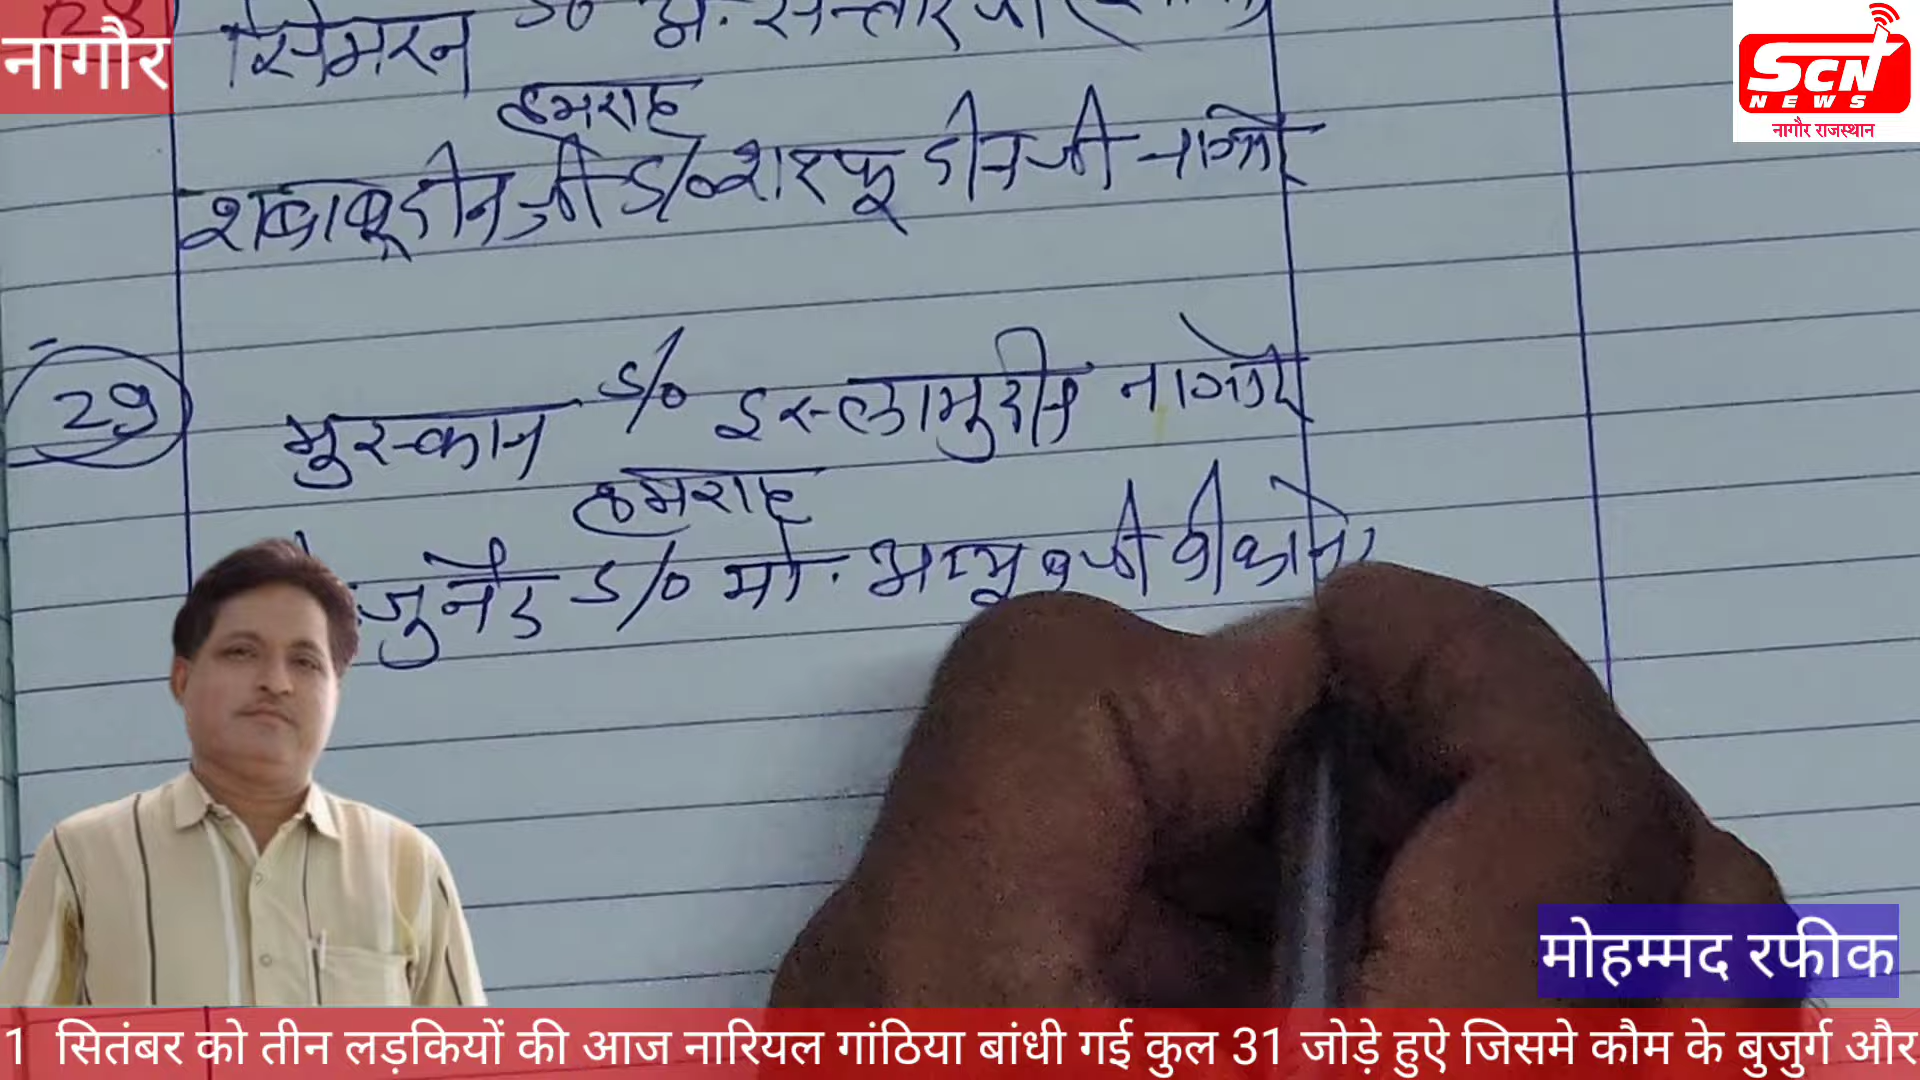 28
नागौर
सिमरन D/o मो. सत्तार जी
हमराह
शबाबूदीन जी S/o शरफूदीन जी नागौर
29
मुस्कान D/o इस्लामुदीन नागौर
हमराह
जुनैद S/o मो. अय्यूब जी बीकाने
SCN
NEWS
नागौर राजस्थान
मोहम्मद रफीक
1 सितंबर को तीन लड़कियों की आज नारियल गांठिया बांधी गई कुल 31 जोड़े हुऐ जिसमे कौम के बुजुर्ग और